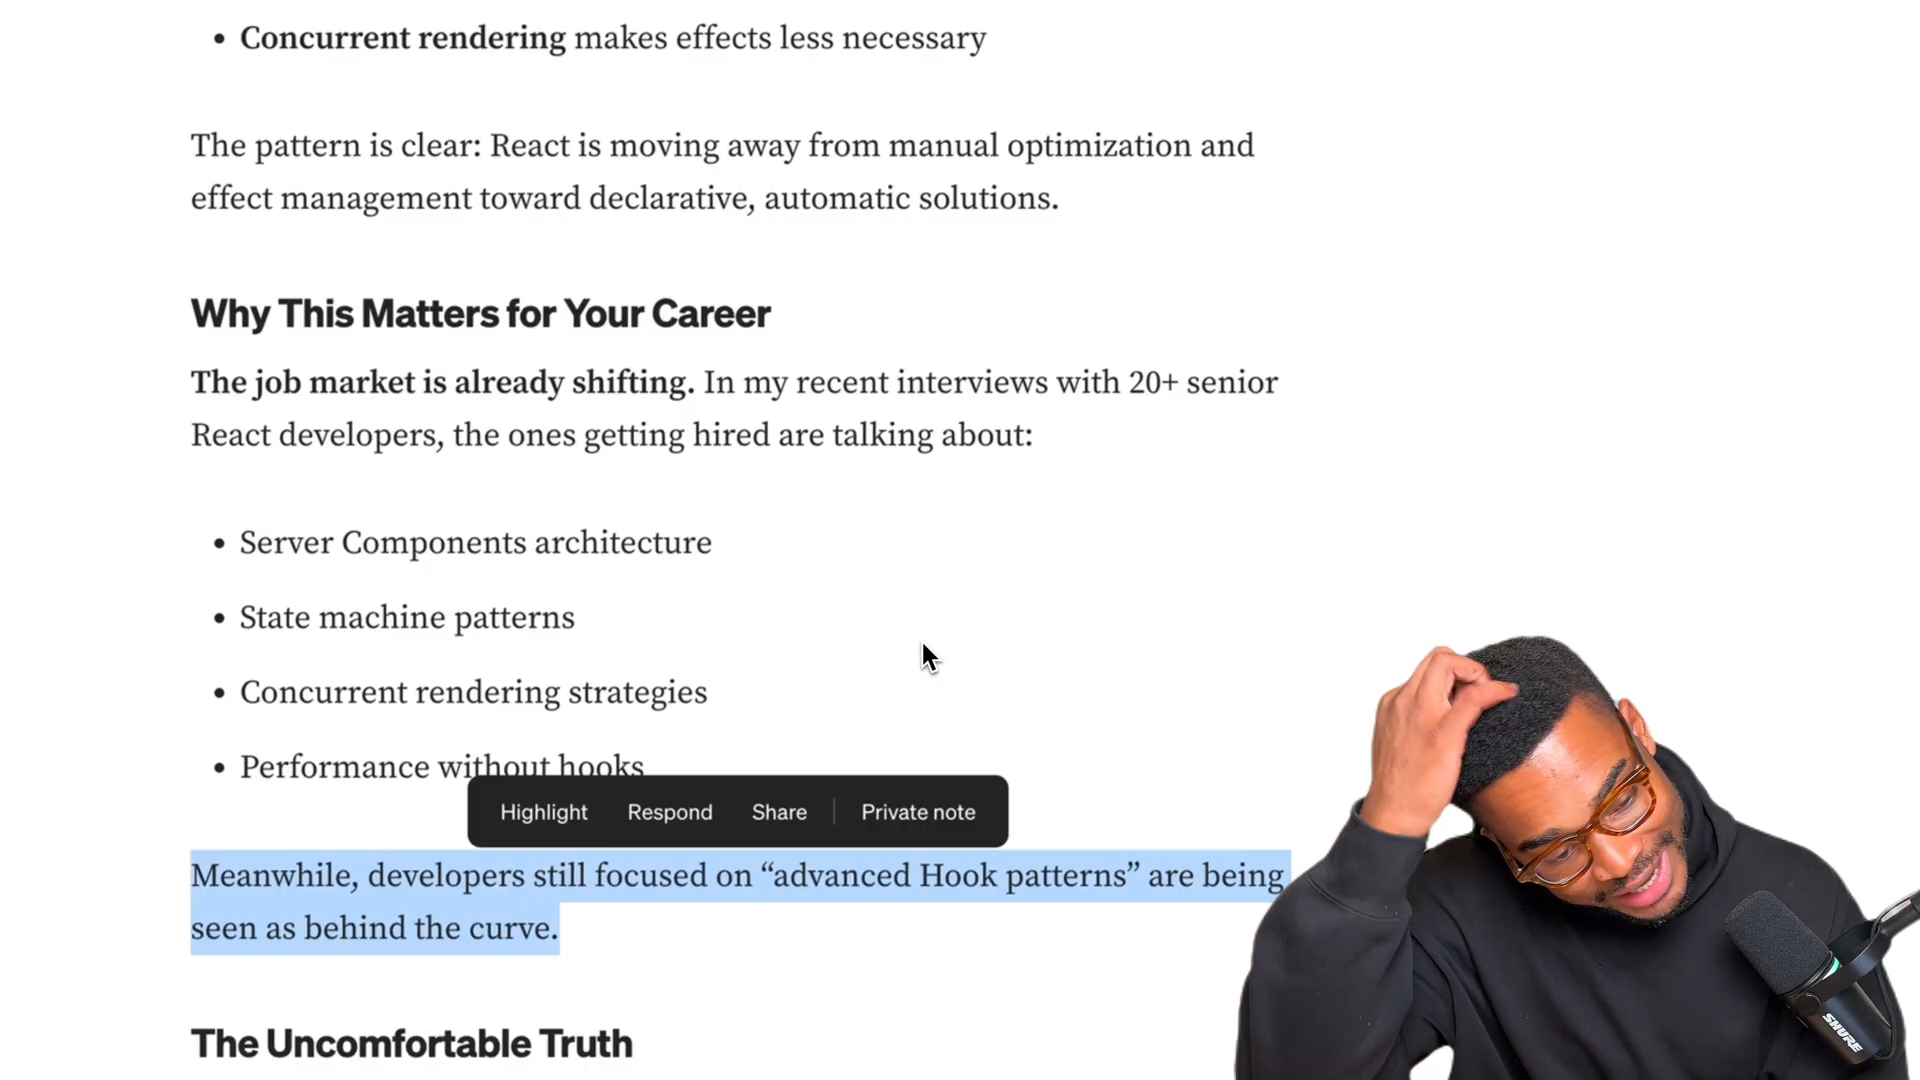 • Concurrent rendering makes effects less necessary
The pattern is clear: React is moving away from manual optimization and
effect management toward declarative, automatic solutions.
Why This Matters for Your Career
The job market is already shifting. In my recent interviews with 20+ senior
React developers, the ones getting hired are talking about:
• Server Components architecture
• State machine patterns
• Concurrent rendering strategies
• Performance without hooks
Highlight Respond Share Private note
Meanwhile, developers still focused on “advanced Hook patterns” are being
seen as behind the curve.
The Uncomfortable Truth
SHURE